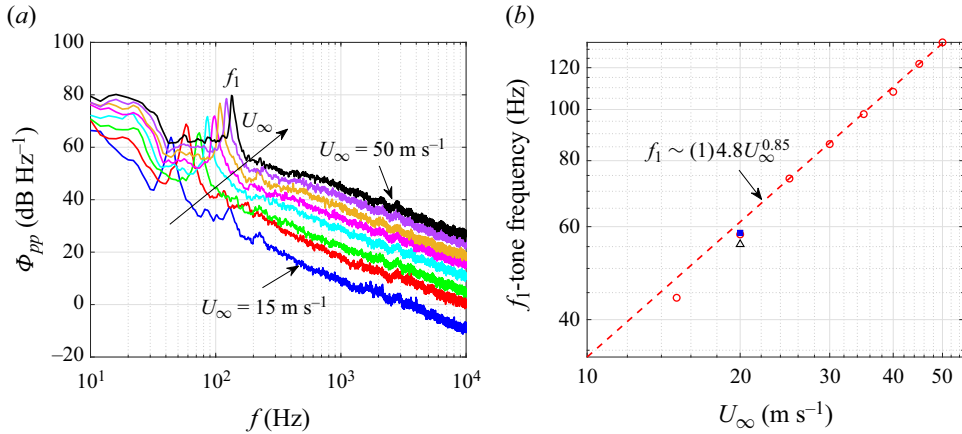 (a)
100
80
60
40
20
0
–20
Φpp (dB Hz⁻¹)
f₁
U∞
U∞ = 50 m s⁻¹
U∞ = 15 m s⁻¹
10¹ 10² 10³ 10⁴
f (Hz)
(b)
120
100
80
60
40
f₁-tone frequency (Hz)
f₁ ~ (1)4.8U∞^0.85
10 20 30 40 50
U∞ (m s⁻¹)